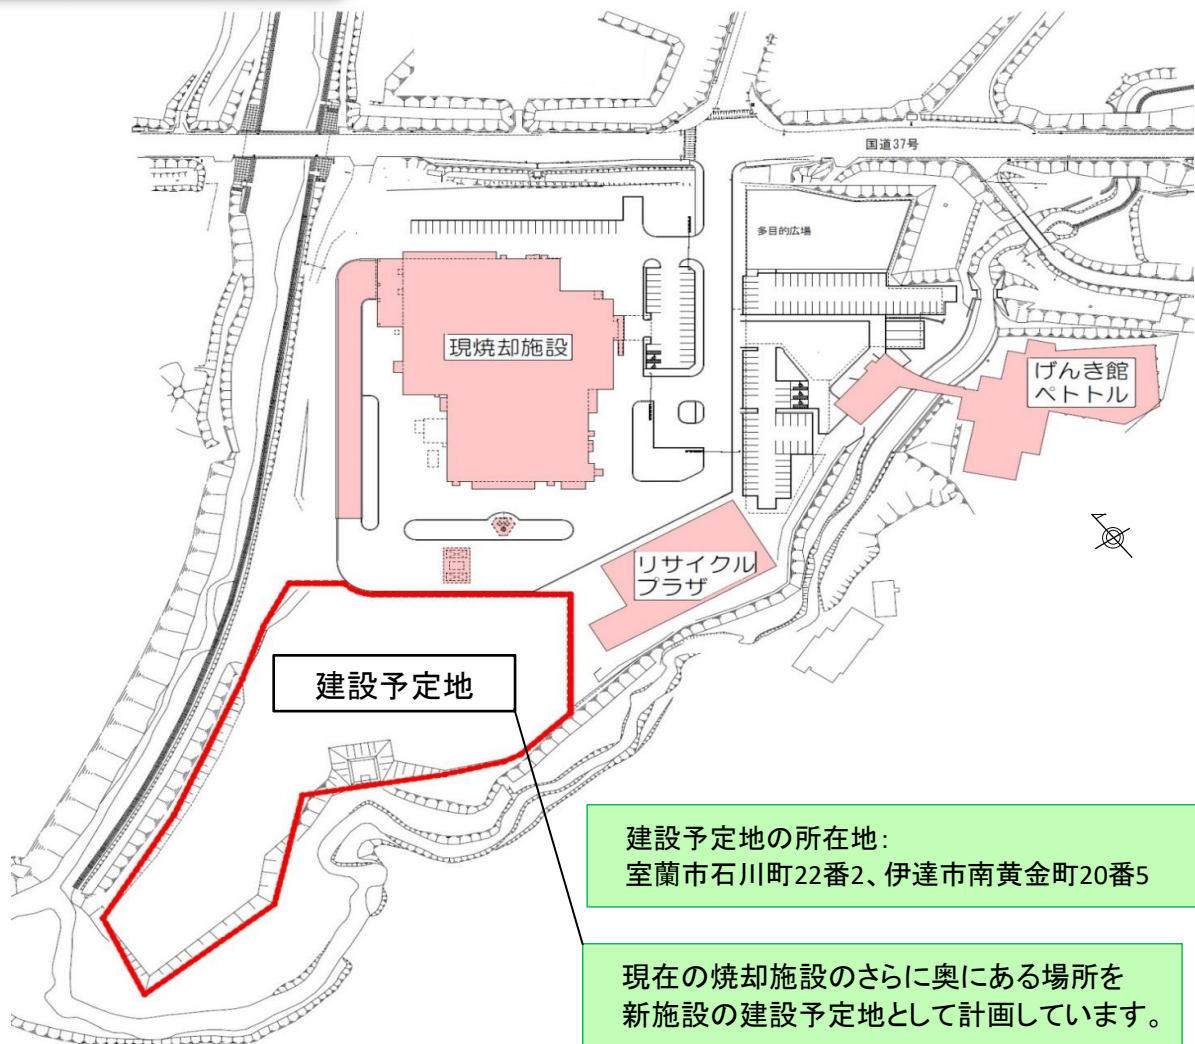 国道37号
多目的広場
現焼却施設
げんき館
ペトトル
リサイクル
プラザ
建設予定地
建設予定地の所在地:
室蘭市石川町22番2、伊達市南黄金町20番5
現在の焼却施設のさらに奥にある場所を
新施設の建設予定地として計画しています。